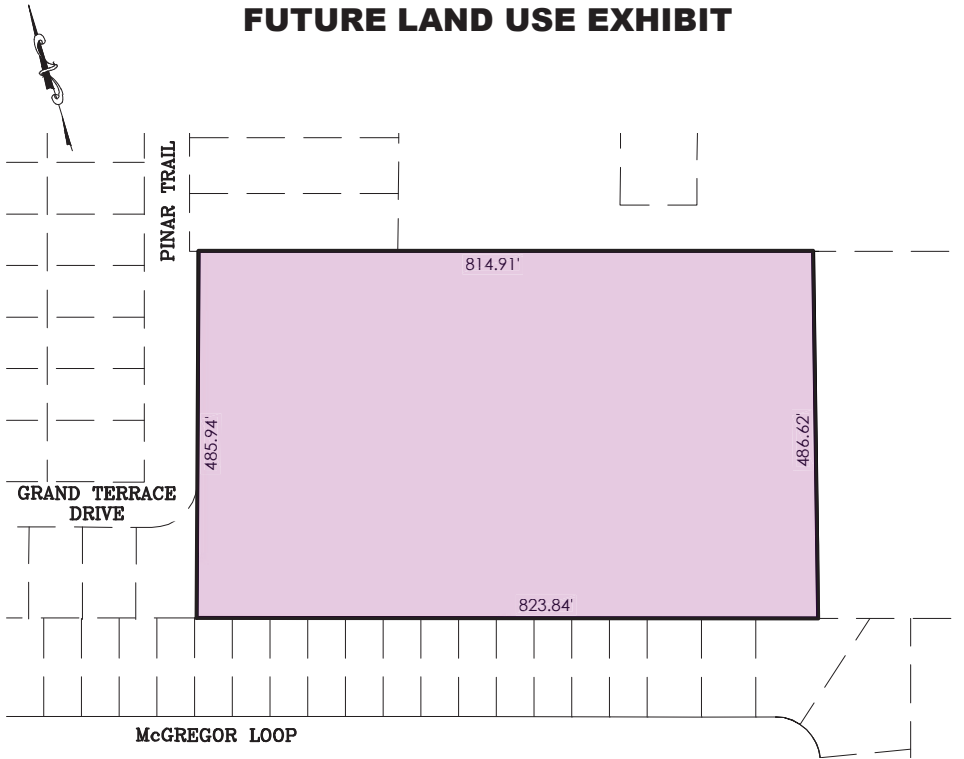 FUTURE LAND USE EXHIBIT
PINAR TRAIL
814.91'
485.94'
486.62'
GRAND TERRACE
DRIVE
823.84'
McGREGOR LOOP